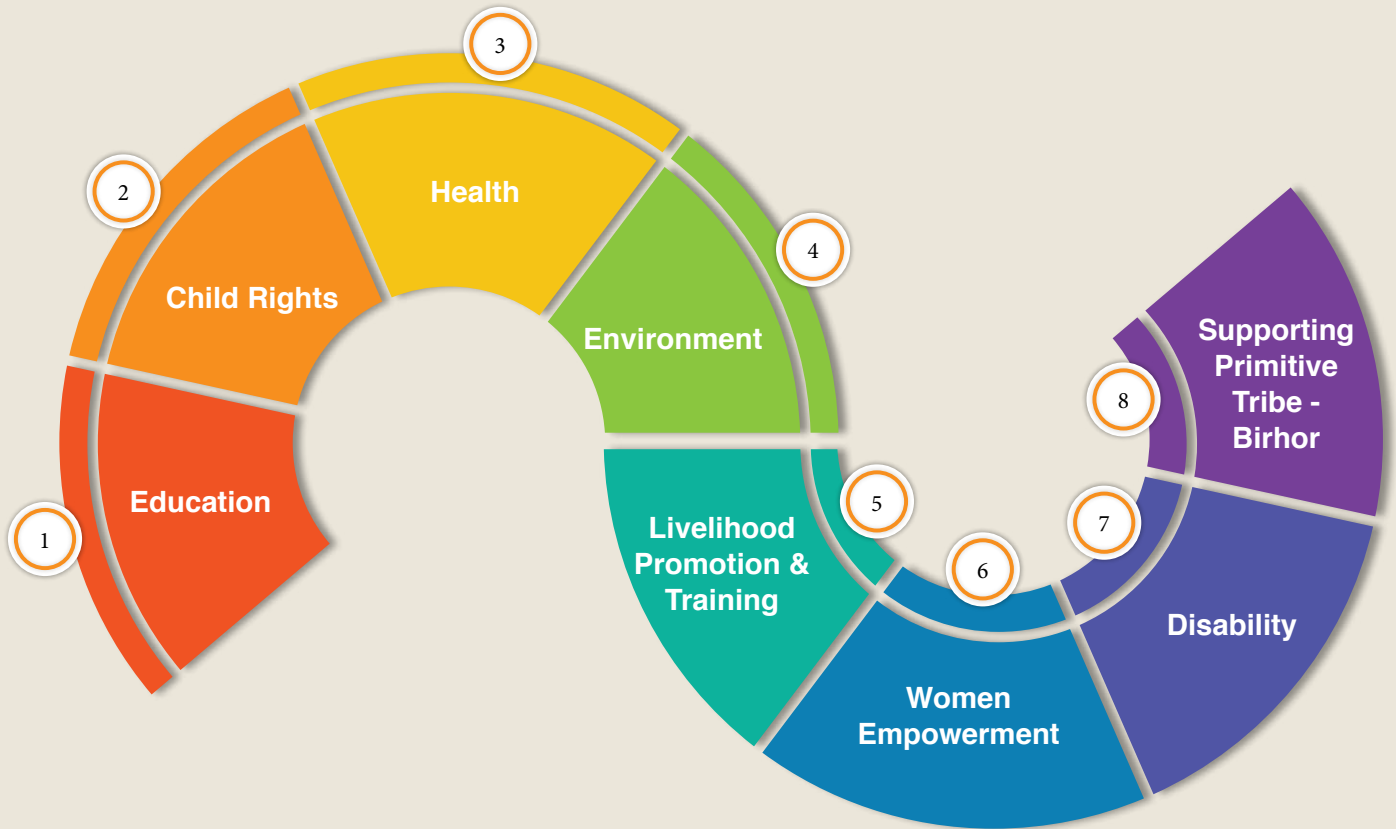 1
Education
2
Child Rights
3
Health
4
Environment
5
Livelihood
Promotion &
Training
6
Women
Empowerment
7
Disability
8
Supporting
Primitive
Tribe -
Birhor